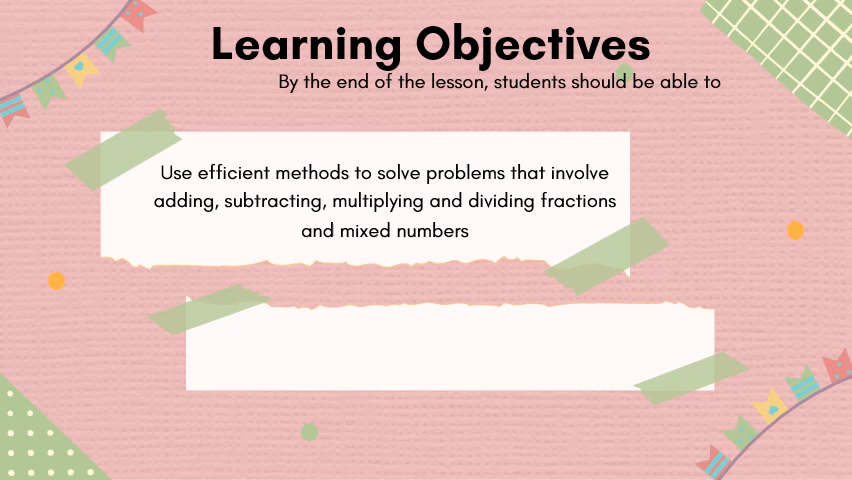 Learning Objectives
By the end of the lesson, students should be able to
Use efficient methods to solve problems that involve
adding, subtracting, multiplying and dividing fractions
and mixed numbers